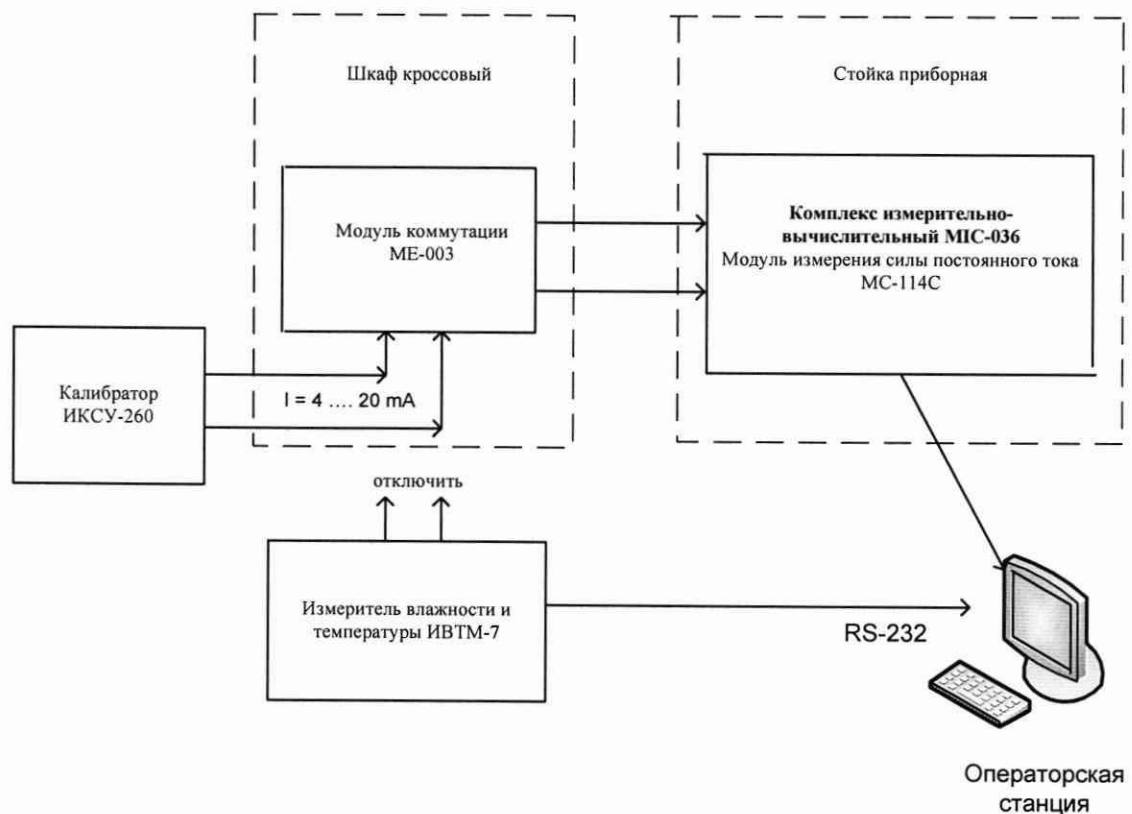 Шкаф кроссовый
Стойка приборная
Модуль коммутации
МЕ-003
Комплекс измерительно-
вычислительный MIC-036
Модуль измерения силы постоянного тока
МС-114С
Калибратор
ИКСУ-260
I = 4 .... 20 mA
отключить
Измеритель влажности и
температуры ИВТМ-7
RS-232
Операторская
станция